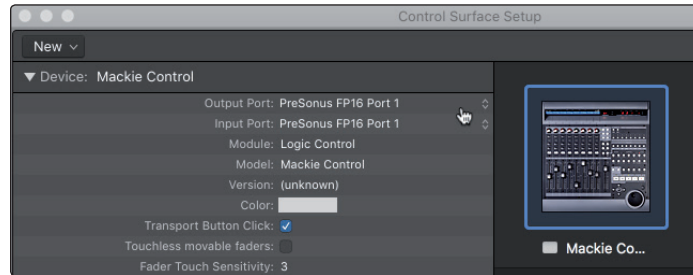 Control Surface Setup
New
Device: Mackie Control
Output Port: PreSonus FP16 Port 1
Input Port: PreSonus FP16 Port 1
Module: Logic Control
Model: Mackie Control
Version: (unknown)
Color:
Transport Button Click:
Touchless movable faders:
Fader Touch Sensitivity: 3
Mackie Co...